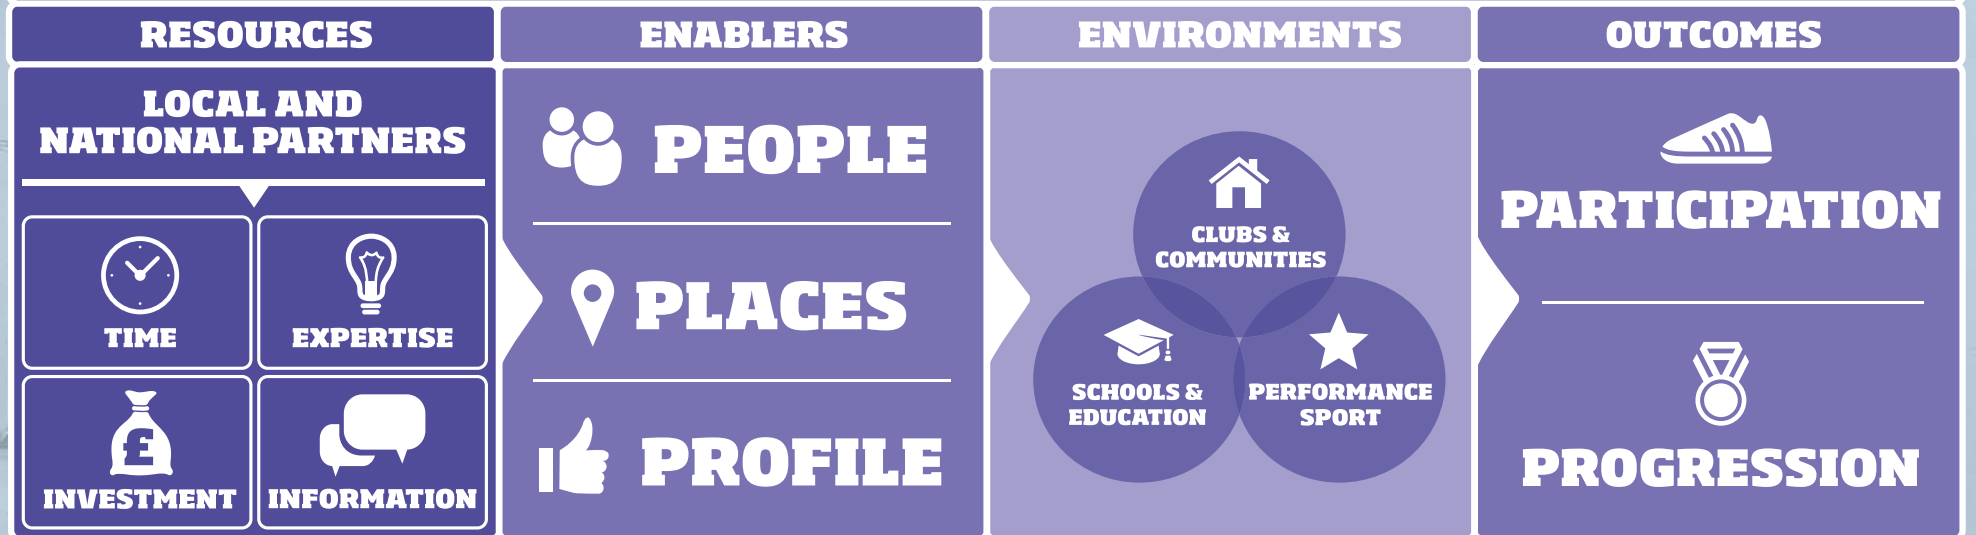 RESOURCES
LOCAL AND
NATIONAL PARTNERS
TIME
EXPERTISE
£
INVESTMENT
INFORMATION
ENABLERS
PEOPLE
PLACES
PROFILE
ENVIRONMENTS
CLUBS &
COMMUNITIES
SCHOOLS &
EDUCATION
PERFORMANCE
SPORT
OUTCOMES
PARTICIPATION
PROGRESSION